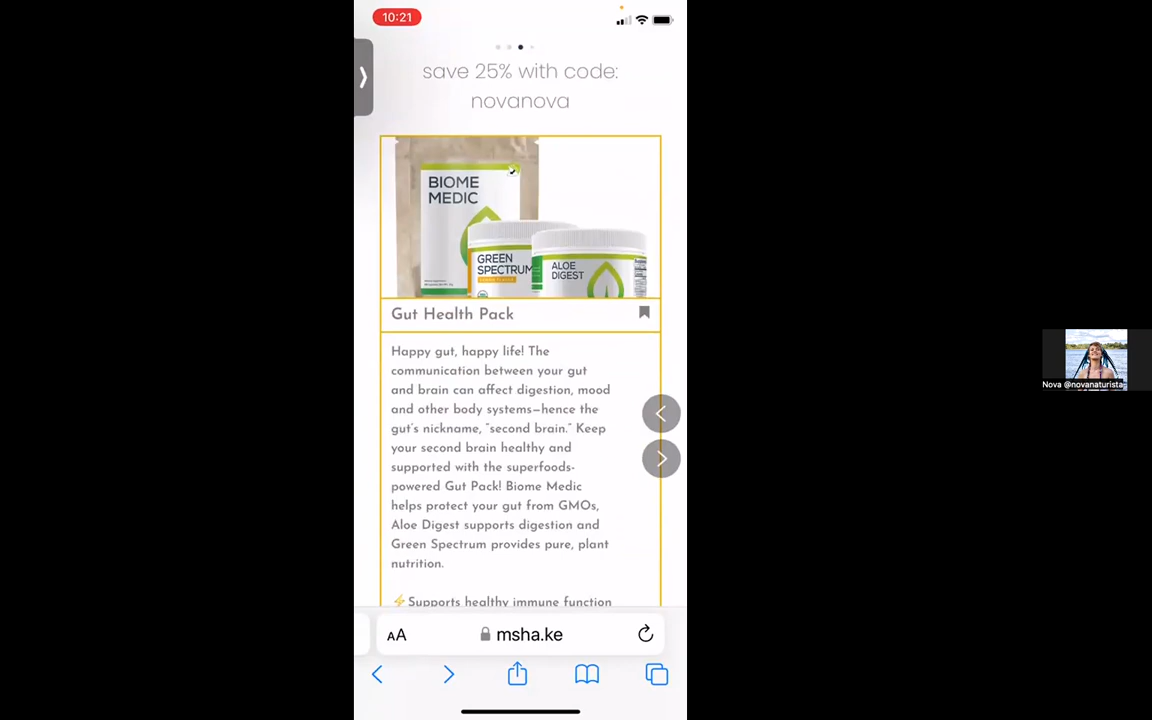 10:21
save 25% with code:
novanova
BIOME
MEDIC
GREEN
SPECTRUM
ALOE
DIGEST
Gut Health Pack
Happy gut, happy life! The
communication between your gut
and brain can affect digestion, mood
and other body systems—hence the
gut's nickname, "second brain." Keep
your second brain healthy and
supported with the superfoods-
powered Gut Pack! Biome Medic
helps protect your gut from GMOs,
Aloe Digest supports digestion and
Green Spectrum provides pure, plant
nutrition.
⚡Supports healthy immune function
AA
msha.ke
Nova @novanaturista